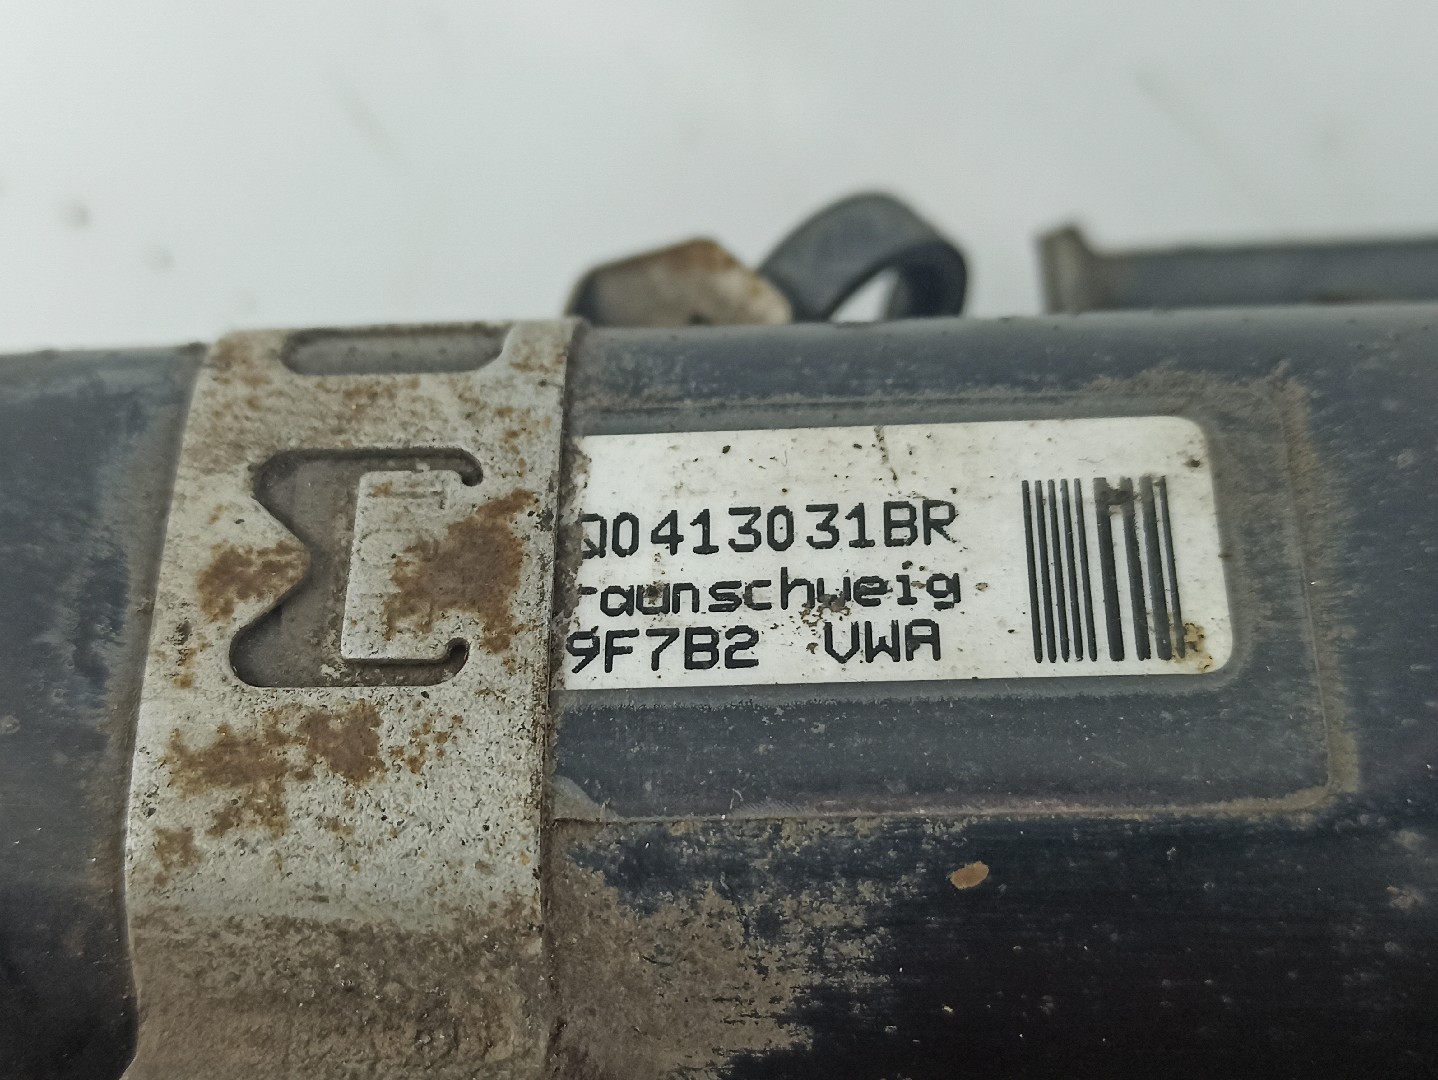 Q0413031BR
raunschweig
9F7B2 VWA